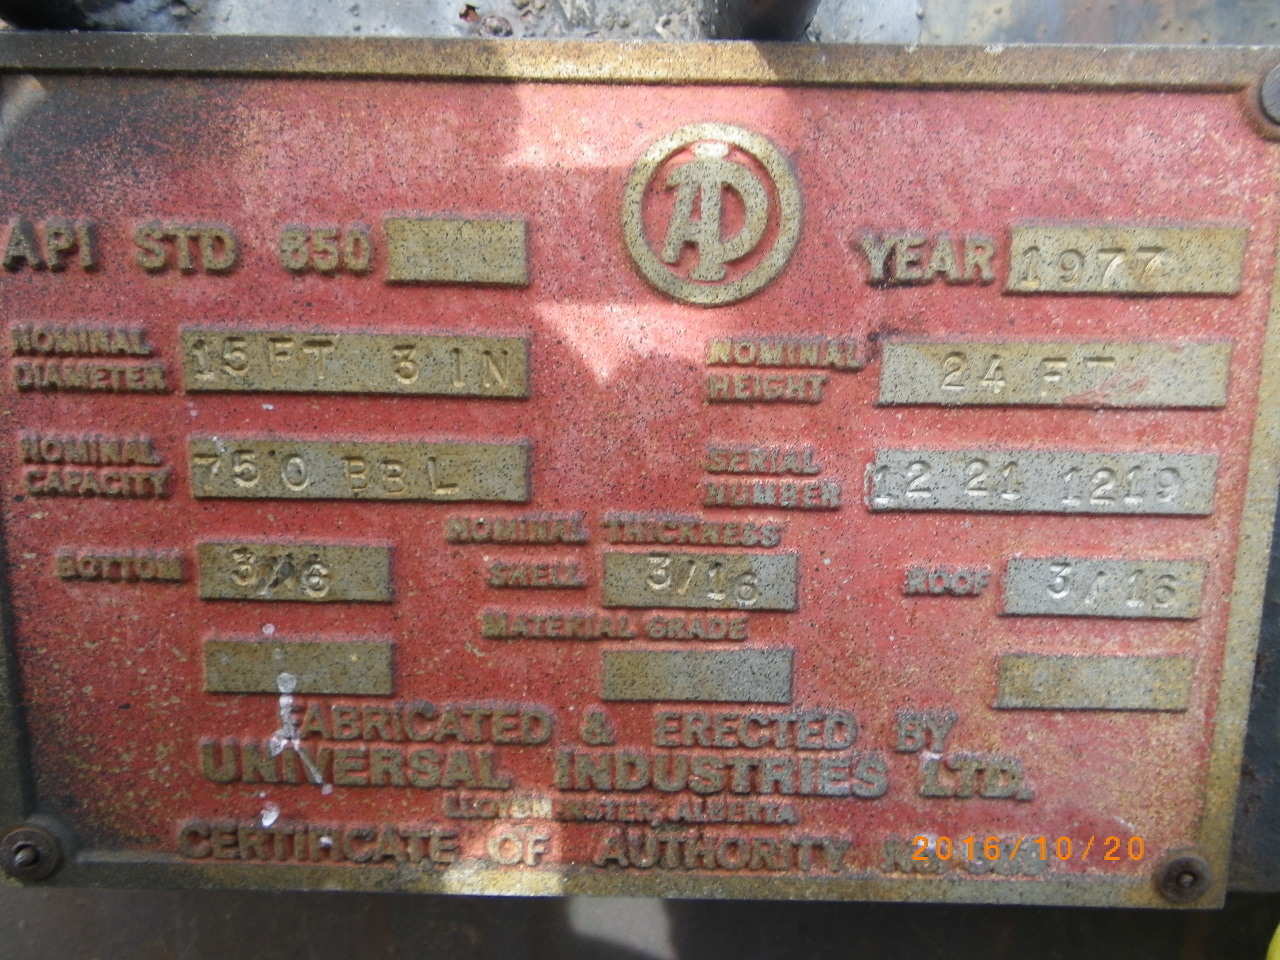 API STD 650
YEAR 1977
NOMINAL DIAMETER 15 FT 3 IN
NOMINAL HEIGHT 24 FT
NOMINAL CAPACITY 750 BBL
SERIAL NUMBER 12 21 1219
NOMINAL THICKNESS
BOTTOM 3/6
SHELL 3/16
ROOF 3/16
MATERIAL GRADE
FABRICATED & ERECTED BY
UNIVERSAL INDUSTRIES LTD.
LLOYDMINSTER, ALBERTA
CERTIFICATE OF AUTHORITY
2016/10/20